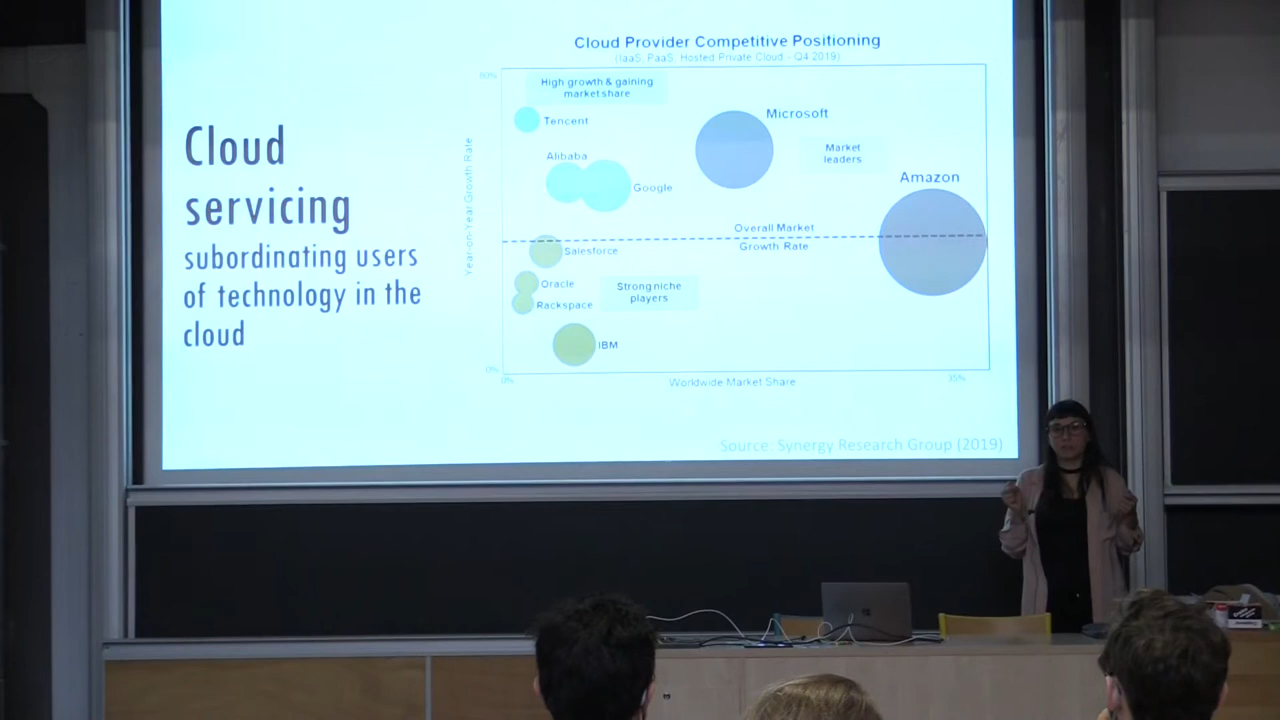 Cloud
servicing
subordinating users
of technology in the
cloud
Cloud Provider Competitive Positioning
(IaaS, PaaS, Hosted Private Cloud - Q4 2019)
60%
High growth & gaining
market share
Tencent
Microsoft
Market
leaders
Alibaba
Google
Amazon
Year-on-Year Growth Rate
Overall Market
Growth Rate
Salesforce
Oracle
Strong niche
players
Rackspace
IBM
0%
0%
Worldwide Market Share
35%
Source: Synergy Research Group (2019)